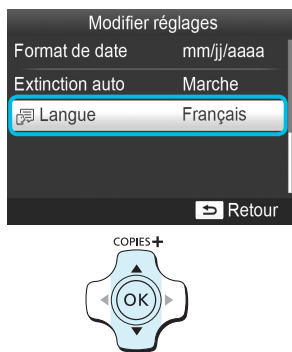 Modifier réglages
Format de date mm/jj/aaaa
Extinction auto Marche
Langue Français
Retour
COPIES+
OK